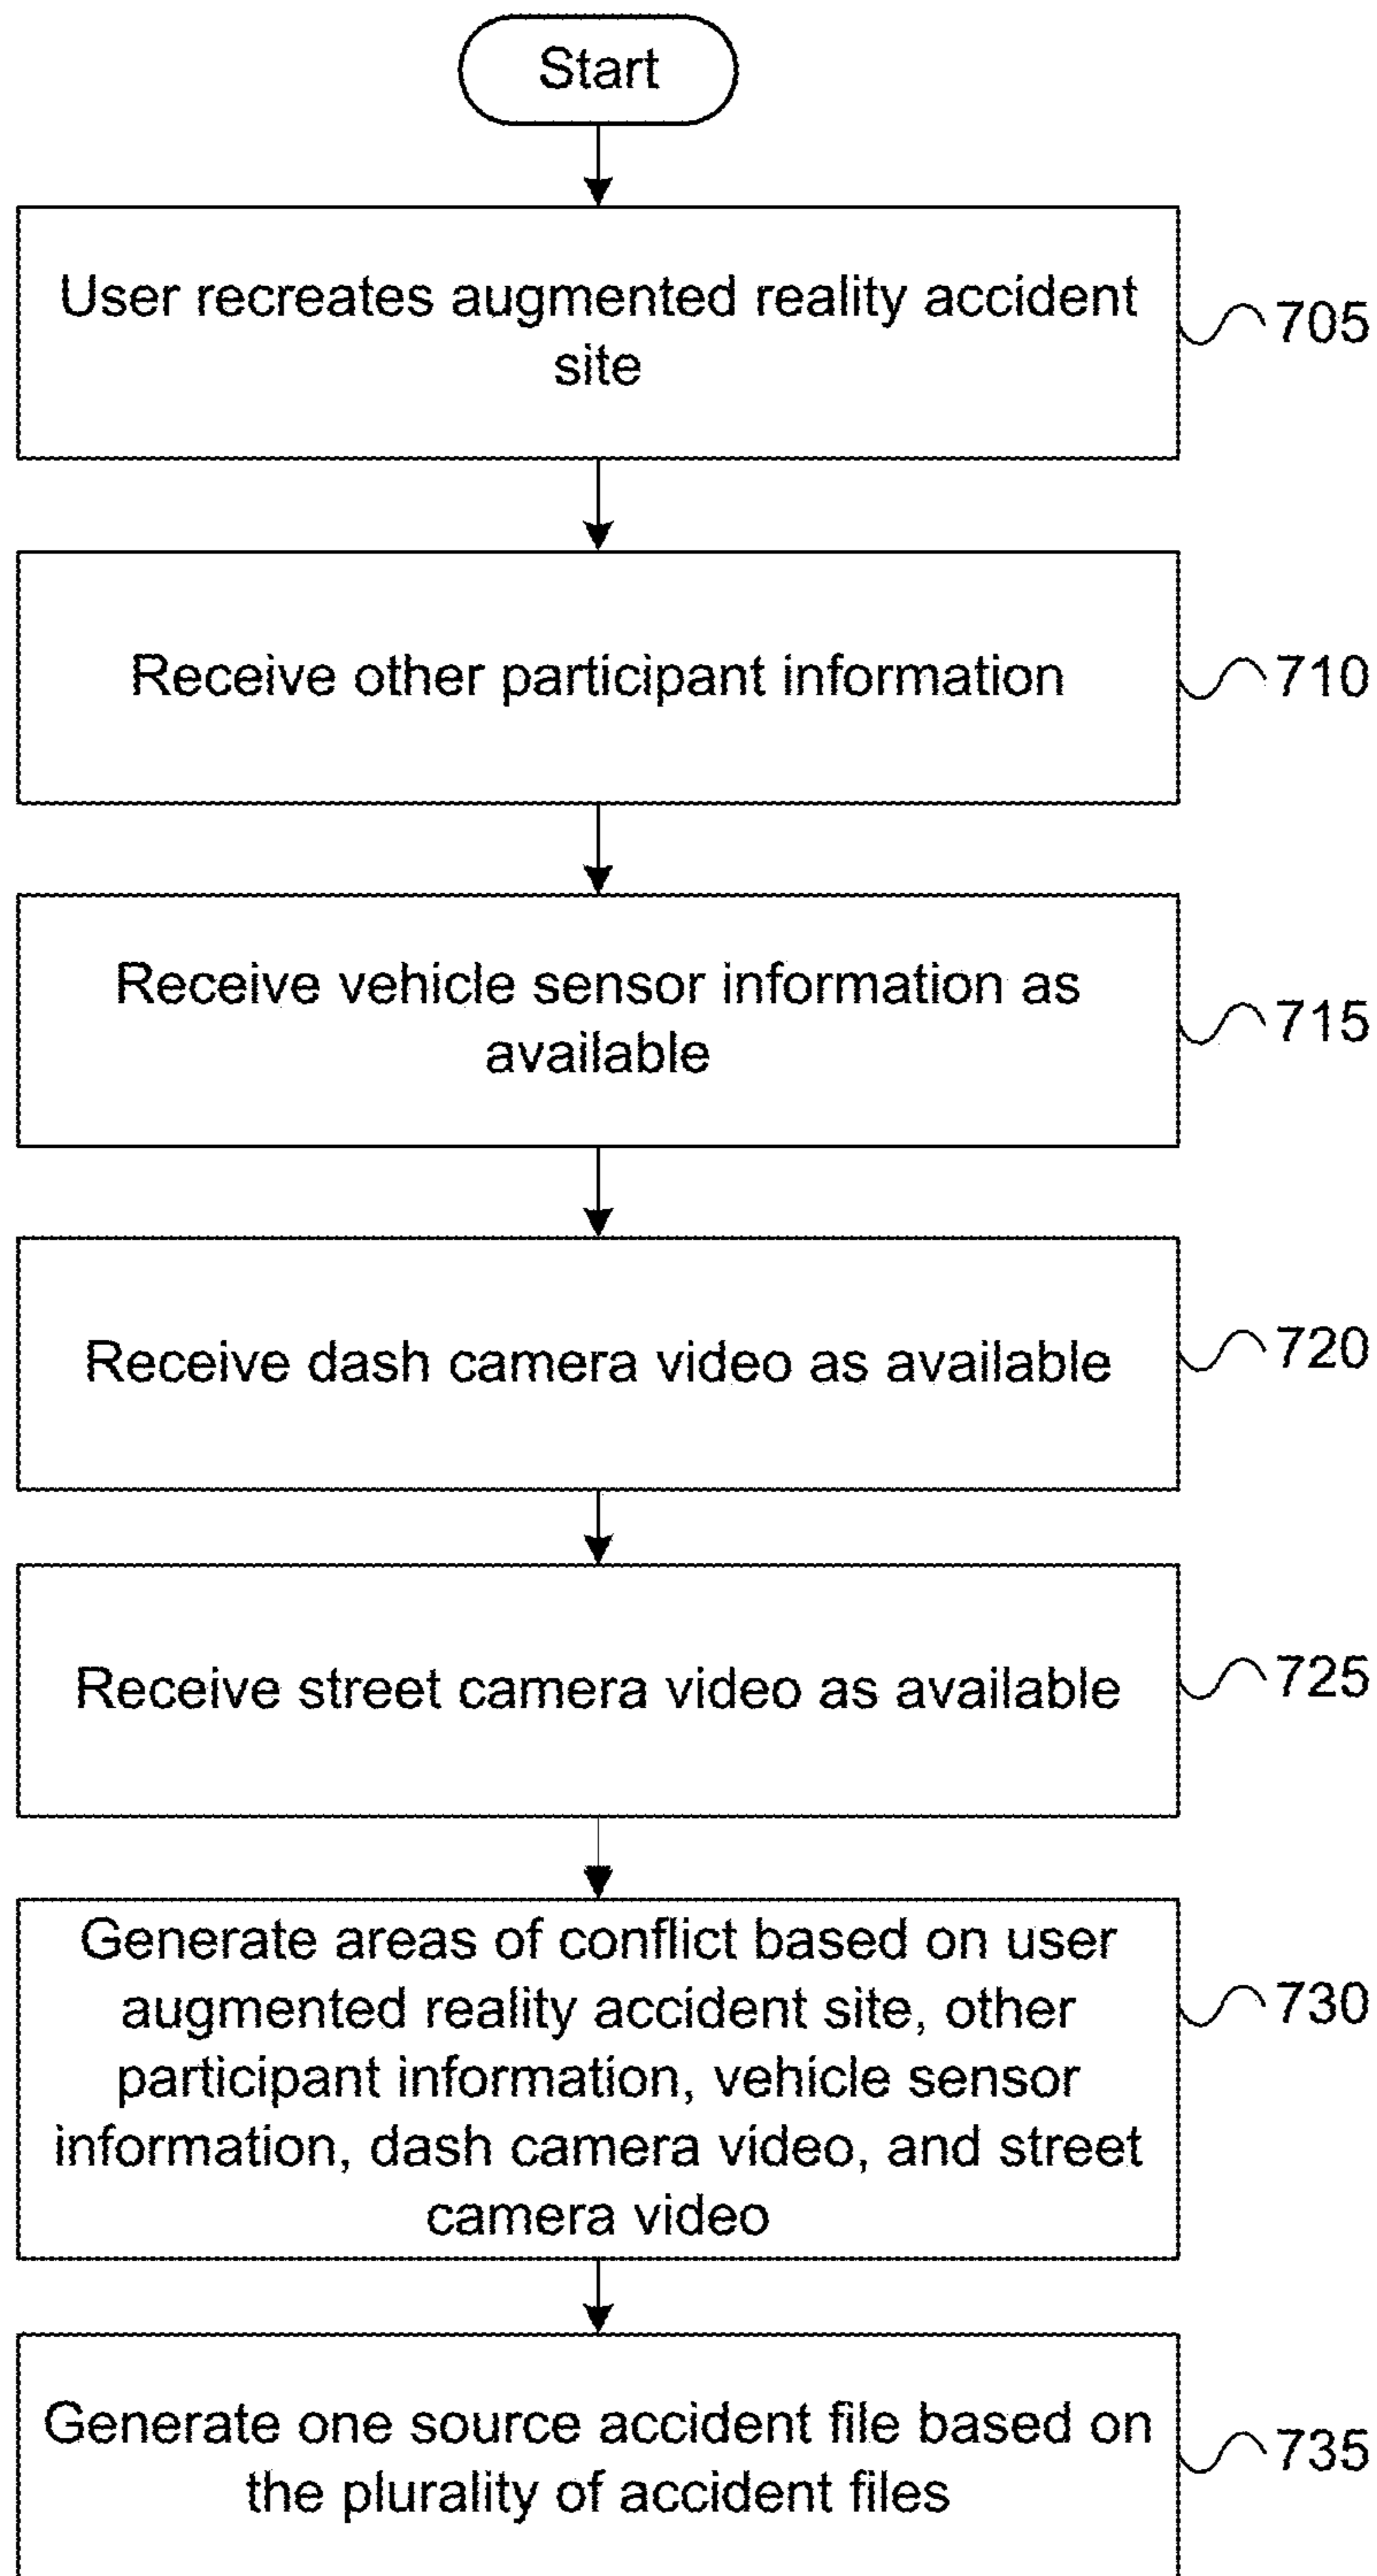 Start
User recreates augmented reality accident
site
705
Receive other participant information
710
Receive vehicle sensor information as
available
715
Receive dash camera video as available
720
Receive street camera video as available
725
Generate areas of conflict based on user
augmented reality accident site, other
participant information, vehicle sensor
information, dash camera video, and street
camera video
730
Generate one source accident file based on
the plurality of accident files
735